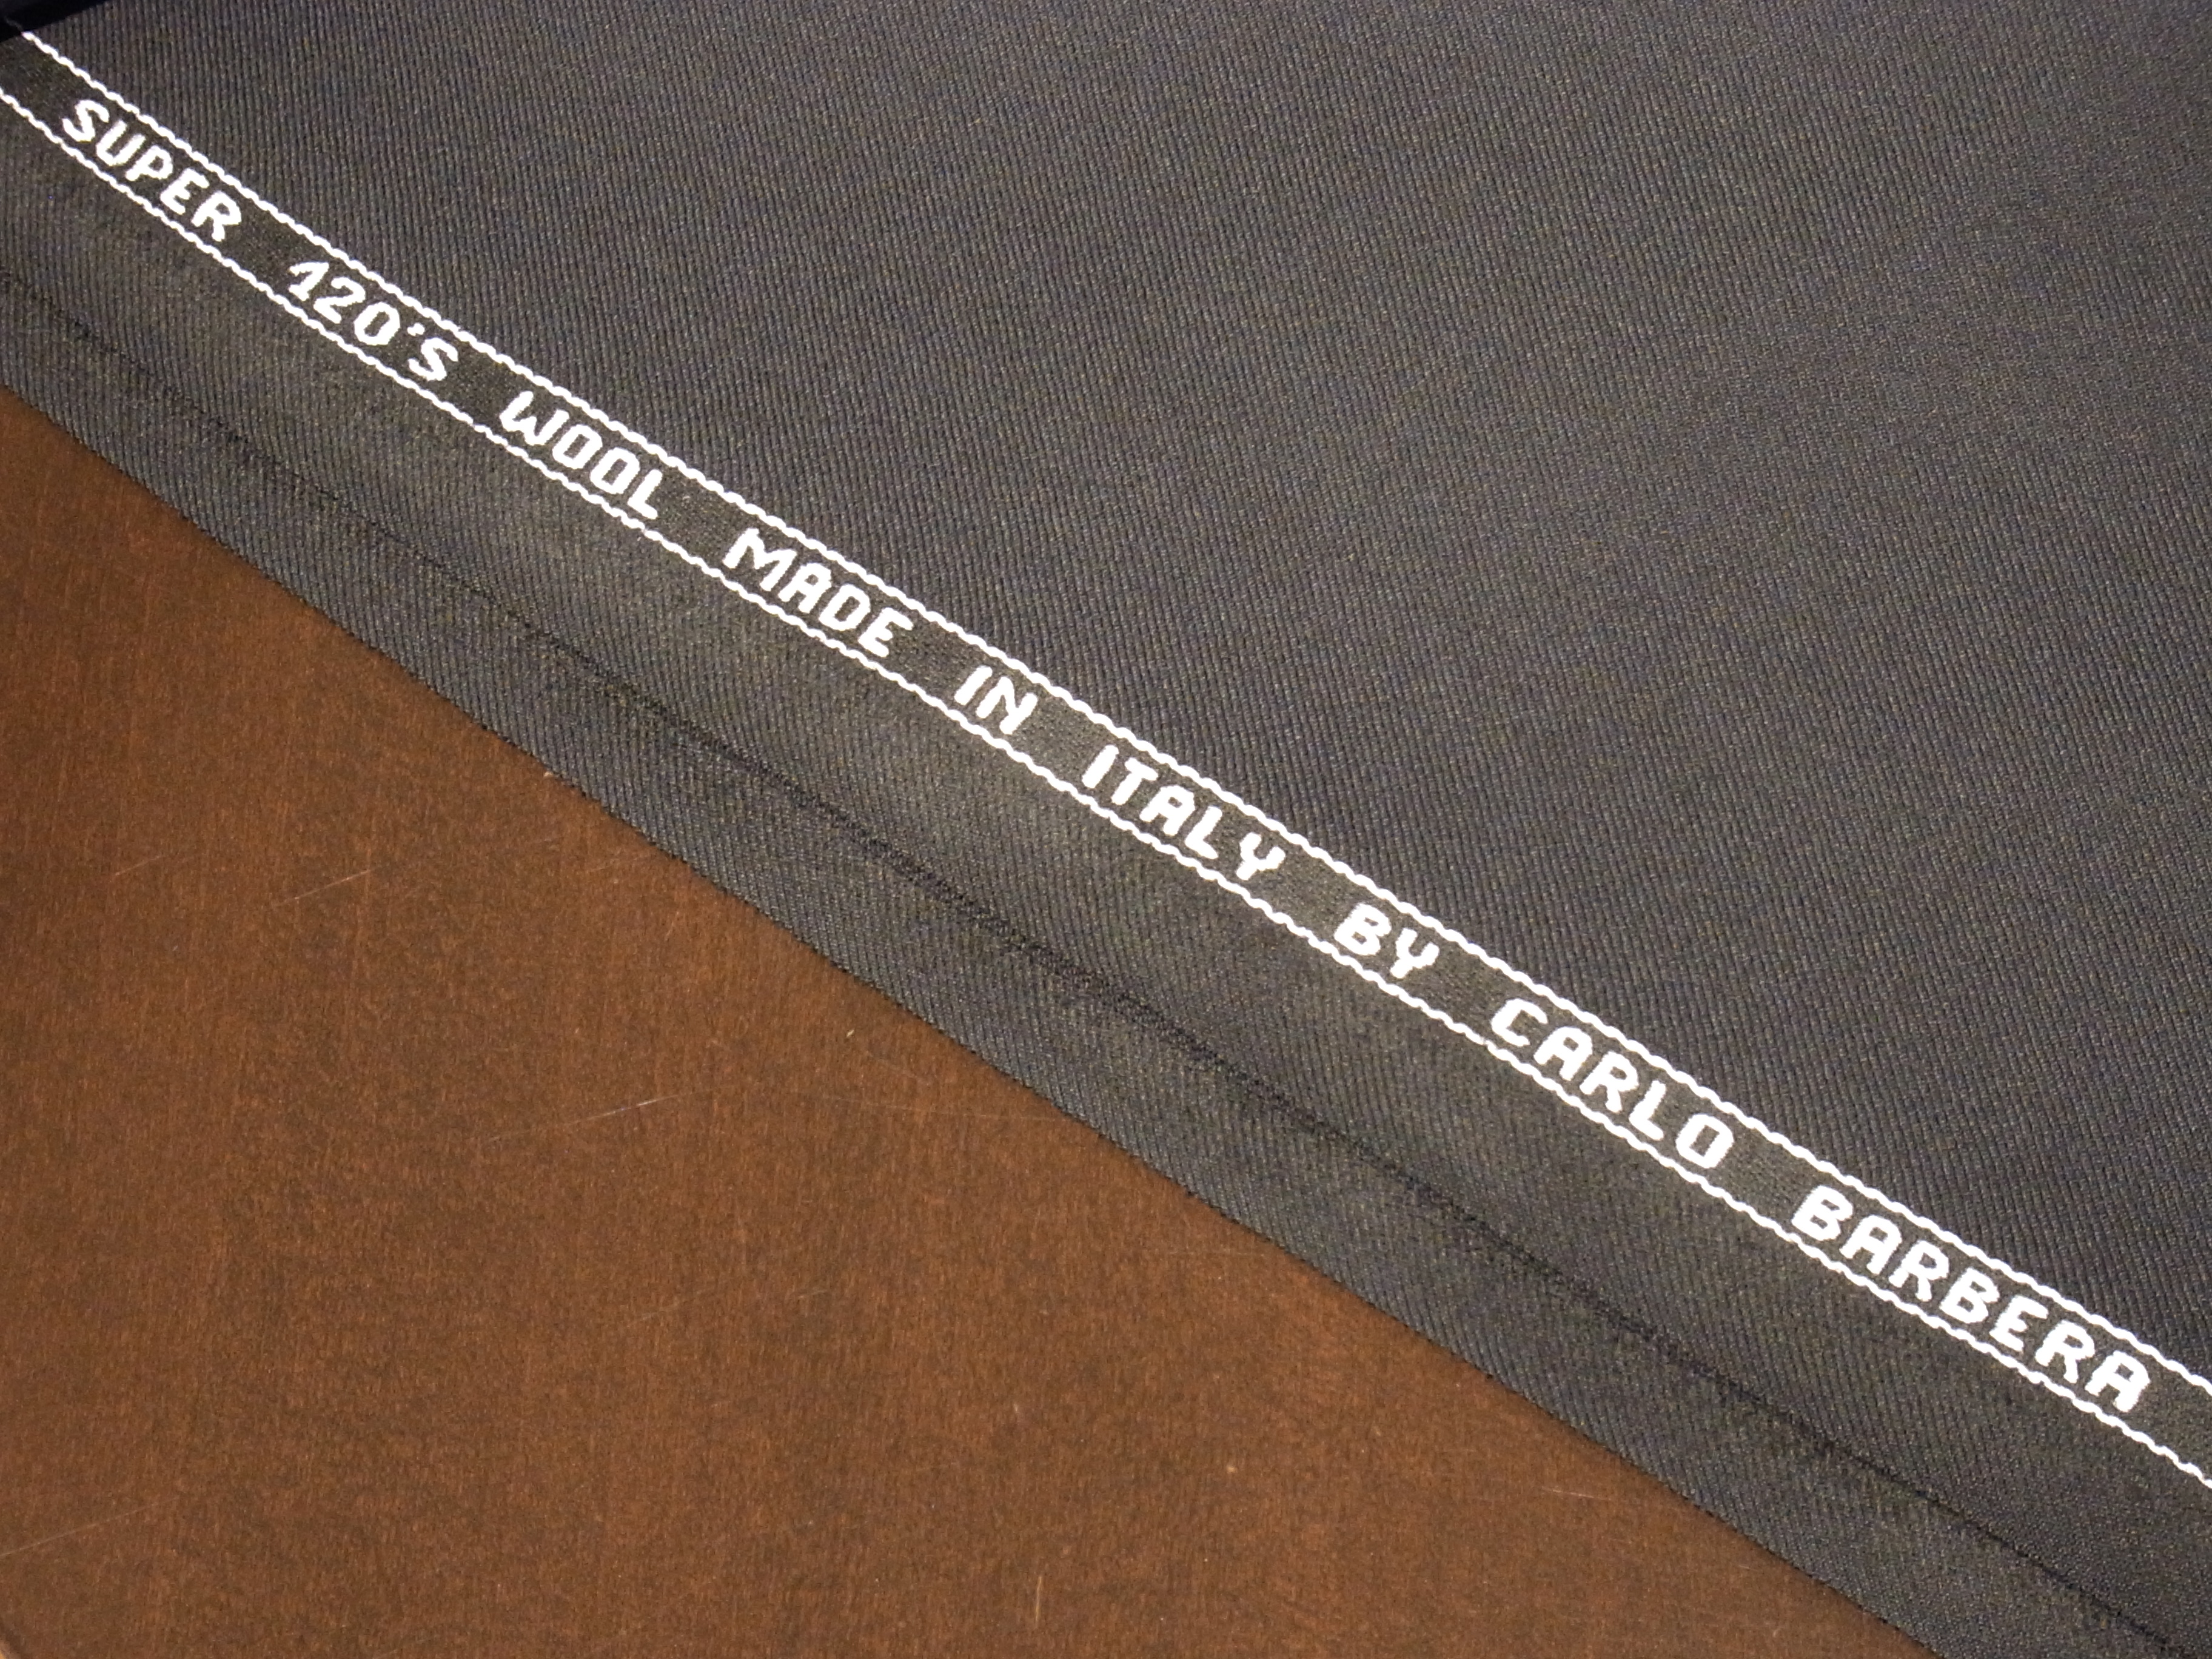 SUPER 120'S WOOL MADE IN ITALY BY CARLO BARBERA